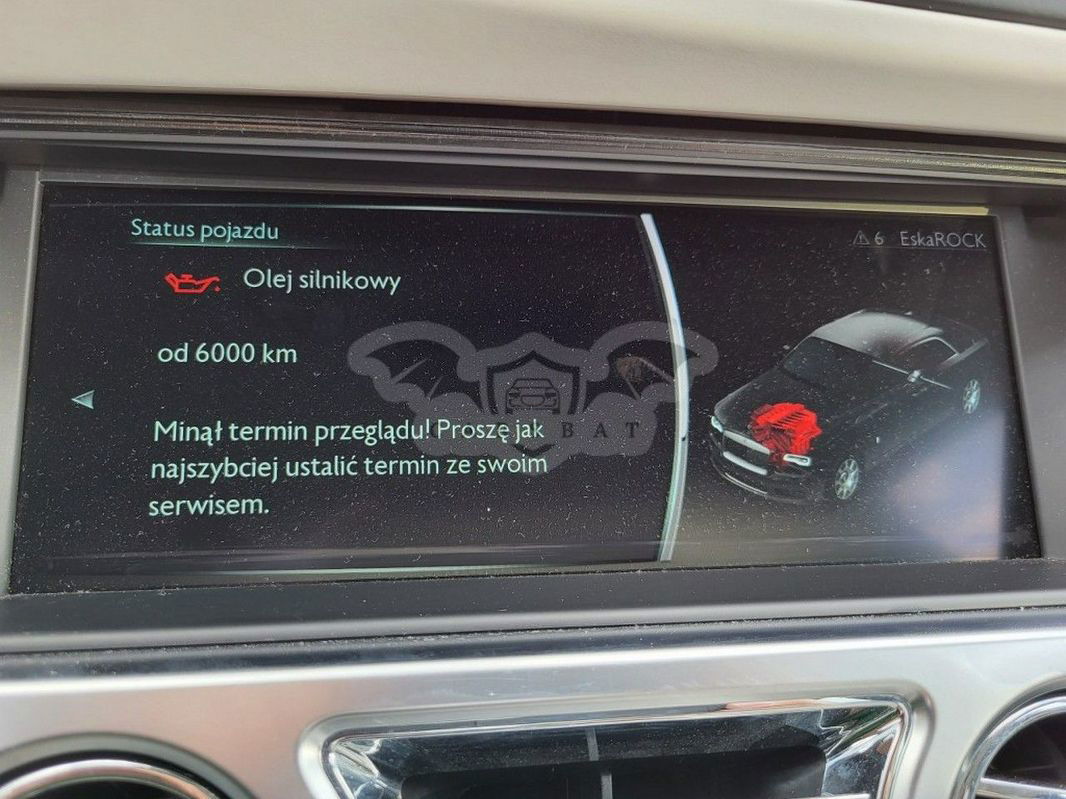 Status pojazdu
6 EskaROCK
Olej silnikowy
od 6000 km
Minął termin przeglądu! Proszę jak
najszybciej ustalić termin ze swoim
serwisem.
BAT